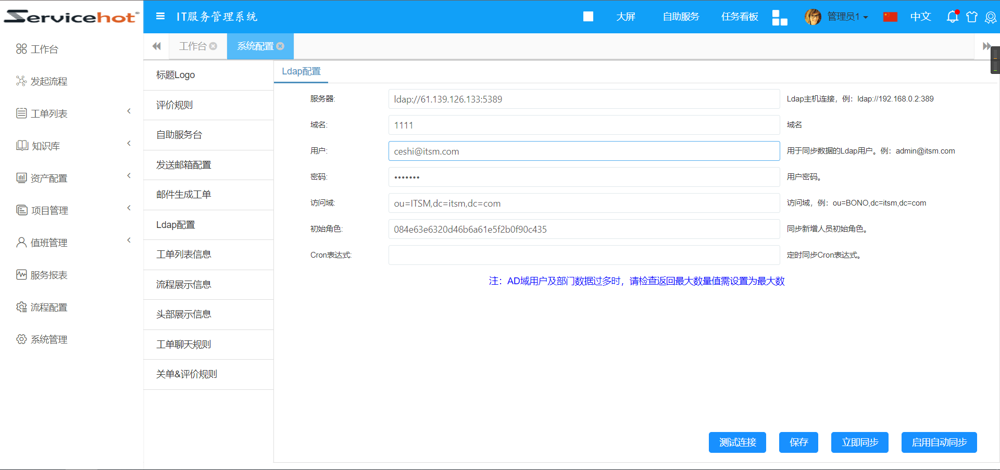 Servicehot
IT服务管理系统
大屏
自助服务
任务看板
管理员1
中文
工作台
发起流程
工单列表
知识库
资产配置
项目管理
值班管理
服务报表
流程配置
系统管理
工作台
系统配置
标题Logo
评价规则
自助服务台
发送邮箱配置
邮件生成工单
Ldap配置
工单列表信息
流程展示信息
头部展示信息
工单聊天规则
关单&评价规则
Ldap配置
服务器: ldap://61.139.126.133:5389 Ldap主机连接，例：ldap://192.168.0.2:389
域名: 1111 域名
用户: ceshi@itsm.com 用于同步数据的Ldap用户。例：admin@itsm.com
密码: ••••••• 用户密码。
访问域: ou=ITSM,dc=itsm,dc=com 访问域，例：ou=BONO,dc=itsm,dc=com
初始角色: 084e63e6320d46b6a61e5f2b0f90c435 同步新增人员初始角色。
Cron表达式: 定时同步Cron表达式。
注：AD域用户及部门数据过多时，请检查返回最大数量值需设置为最大数
测试连接
保存
立即同步
启用自动同步